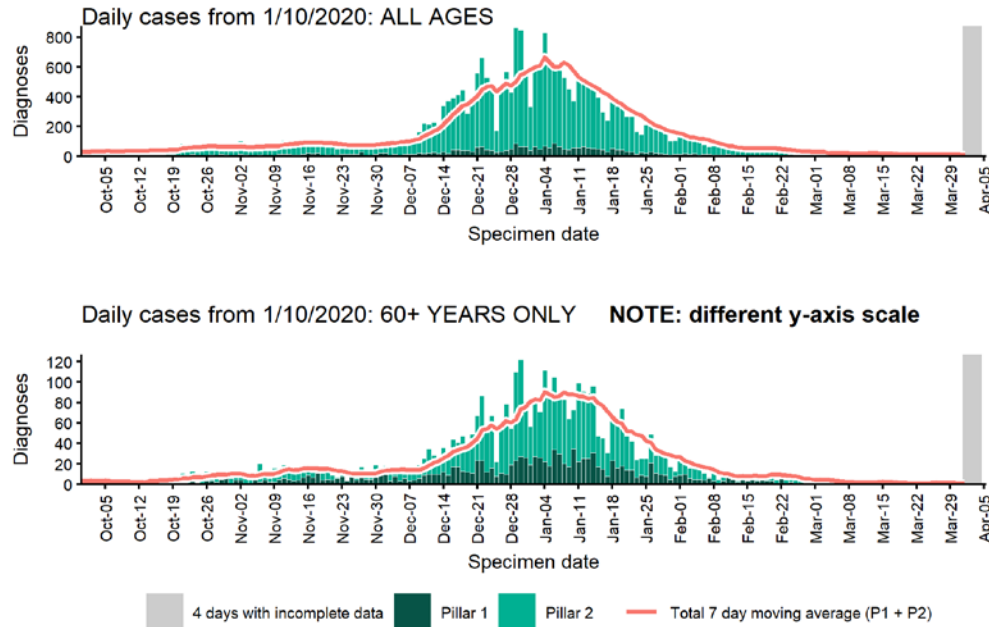 Daily cases from 1/10/2020: ALL AGES
Diagnoses
800
600
400
200
0
Oct-05 Oct-12 Oct-19 Oct-26 Nov-02 Nov-09 Nov-16 Nov-23 Nov-30 Dec-07 Dec-14 Dec-21 Dec-28 Jan-04 Jan-11 Jan-18 Jan-25 Feb-01 Feb-08 Feb-15 Feb-22 Mar-01 Mar-08 Mar-15 Mar-22 Mar-29 Apr-05
Specimen date
Daily cases from 1/10/2020: 60+ YEARS ONLY NOTE: different y-axis scale
Diagnoses
120
100
80
60
40
20
0
Oct-05 Oct-12 Oct-19 Oct-26 Nov-02 Nov-09 Nov-16 Nov-23 Nov-30 Dec-07 Dec-14 Dec-21 Dec-28 Jan-04 Jan-11 Jan-18 Jan-25 Feb-01 Feb-08 Feb-15 Feb-22 Mar-01 Mar-08 Mar-15 Mar-22 Mar-29 Apr-05
Specimen date
4 days with incomplete data Pillar 1 Pillar 2 Total 7 day moving average (P1 + P2)